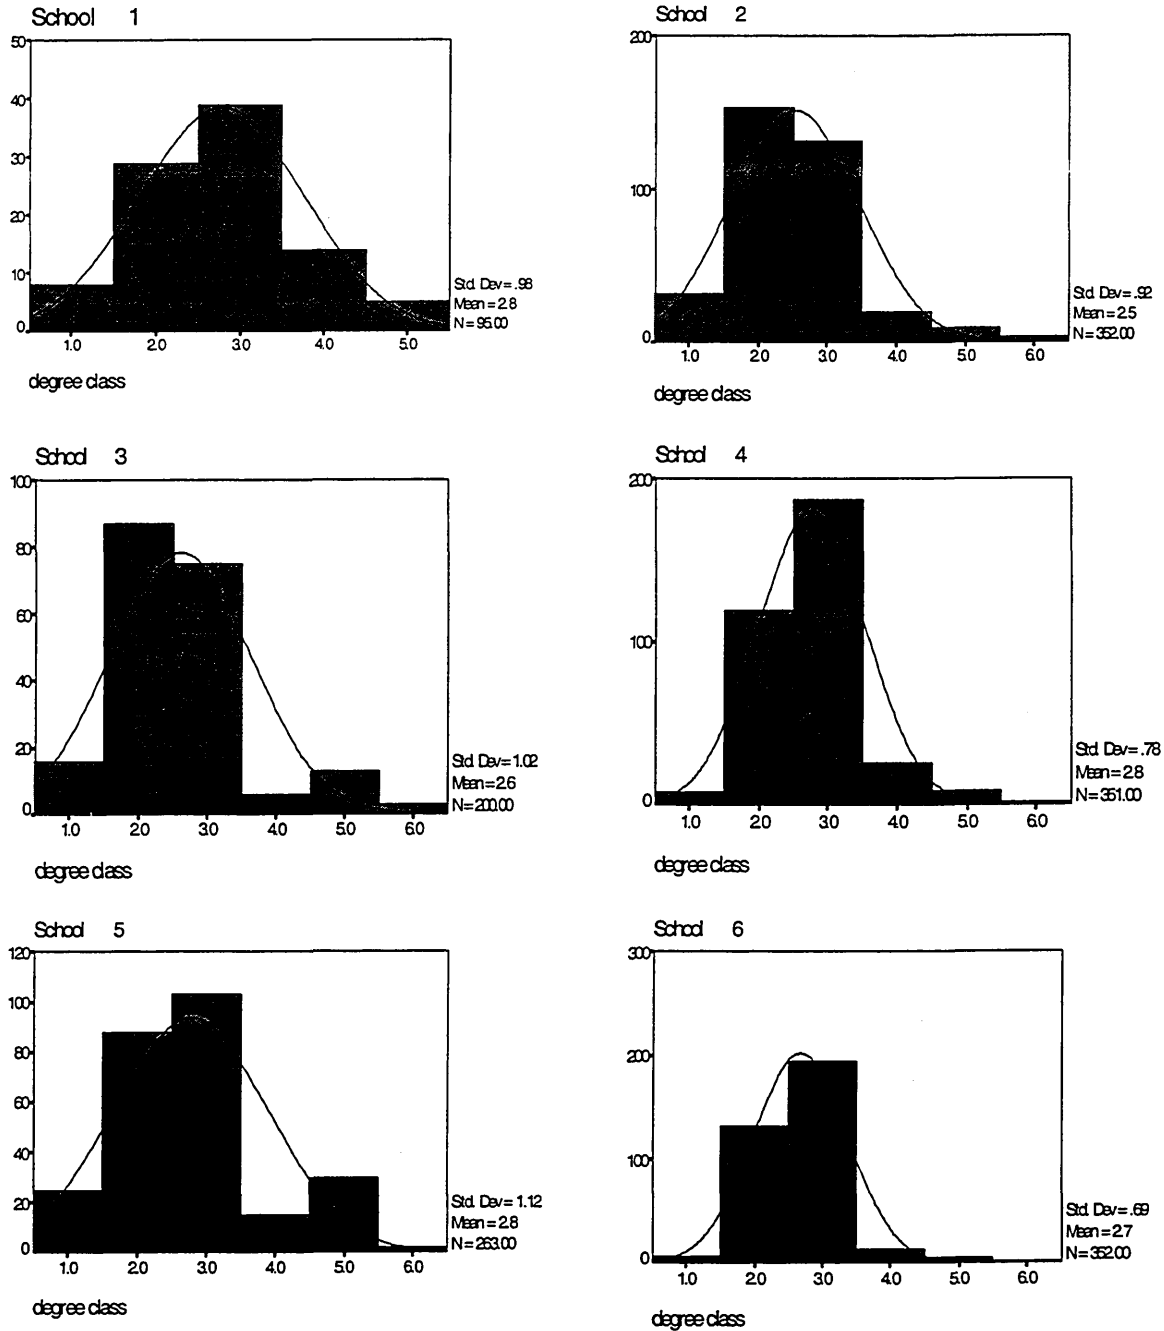 School 1
50
40
30
20
10
0
1.0 2.0 3.0 4.0 5.0
Std. Dev = .98
Mean = 2.8
N = 95.00
degree class
School 2
200
100
0
1.0 2.0 3.0 4.0 5.0 6.0
Std. Dev = .92
Mean = 2.5
N = 352.00
degree class
School 3
100
80
60
40
20
0
1.0 2.0 3.0 4.0 5.0 6.0
Std. Dev = 1.02
Mean = 2.6
N = 200.00
degree class
School 4
200
100
0
1.0 2.0 3.0 4.0 5.0 6.0
Std. Dev = .78
Mean = 2.8
N = 351.00
degree class
School 5
120
100
80
60
40
20
0
1.0 2.0 3.0 4.0 5.0 6.0
Std. Dev = 1.12
Mean = 2.8
N = 263.00
degree class
School 6
300
200
100
0
1.0 2.0 3.0 4.0 5.0 6.0
Std. Dev = .69
Mean = 2.7
N = 352.00
degree class